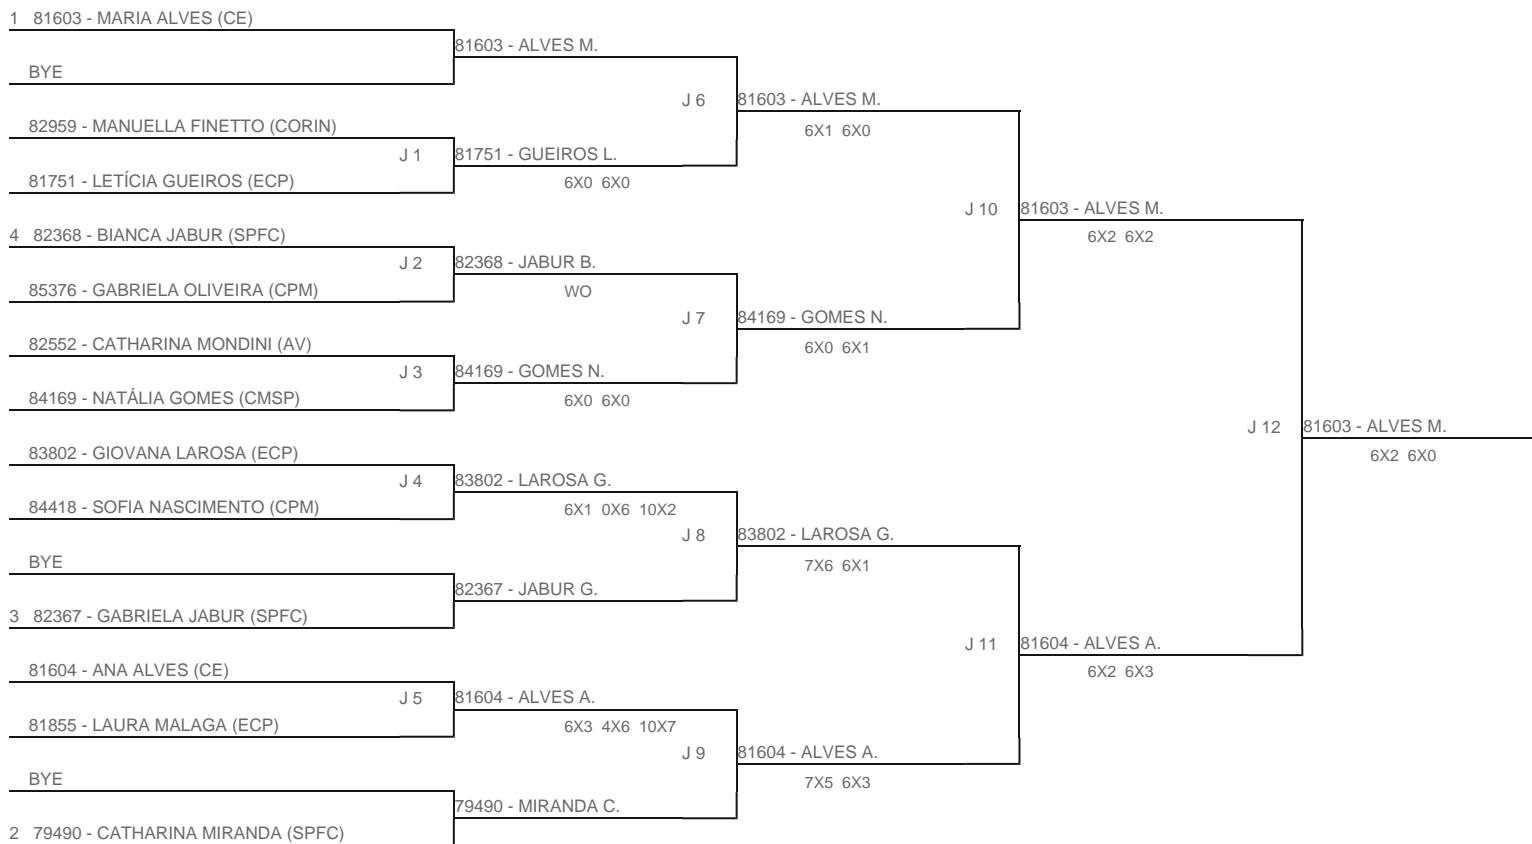 1 81603 - MARIA ALVES (CE)
81603 - ALVES M.
BYE
J 6 81603 - ALVES M.
82959 - MANUELLA FINETTO (CORIN)
6X1 6X0
J 1 81751 - GUEIROS L.
81751 - LETÍCIA GUEIROS (ECP)
6X0 6X0
J 10 81603 - ALVES M.
4 82368 - BIANCA JABUR (SPFC)
6X2 6X2
J 2 82368 - JABUR B.
85376 - GABRIELA OLIVEIRA (CPM)
WO
J 7 84169 - GOMES N.
82552 - CATHARINA MONDINI (AV)
6X0 6X1
J 3 84169 - GOMES N.
84169 - NATÁLIA GOMES (CMSP)
6X0 6X0
J 12 81603 - ALVES M.
83802 - GIOVANA LAROSA (ECP)
6X2 6X0
J 4 83802 - LAROSA G.
84418 - SOFIA NASCIMENTO (CPM)
6X1 0X6 10X2
J 8 83802 - LAROSA G.
BYE
7X6 6X1
82367 - JABUR G.
3 82367 - GABRIELA JABUR (SPFC)
J 11 81604 - ALVES A.
81604 - ANA ALVES (CE)
6X2 6X3
J 5 81604 - ALVES A.
81855 - LAURA MALAGA (ECP)
6X3 4X6 10X7
J 9 81604 - ALVES A.
BYE
7X5 6X3
79490 - MIRANDA C.
2 79490 - CATHARINA MIRANDA (SPFC)